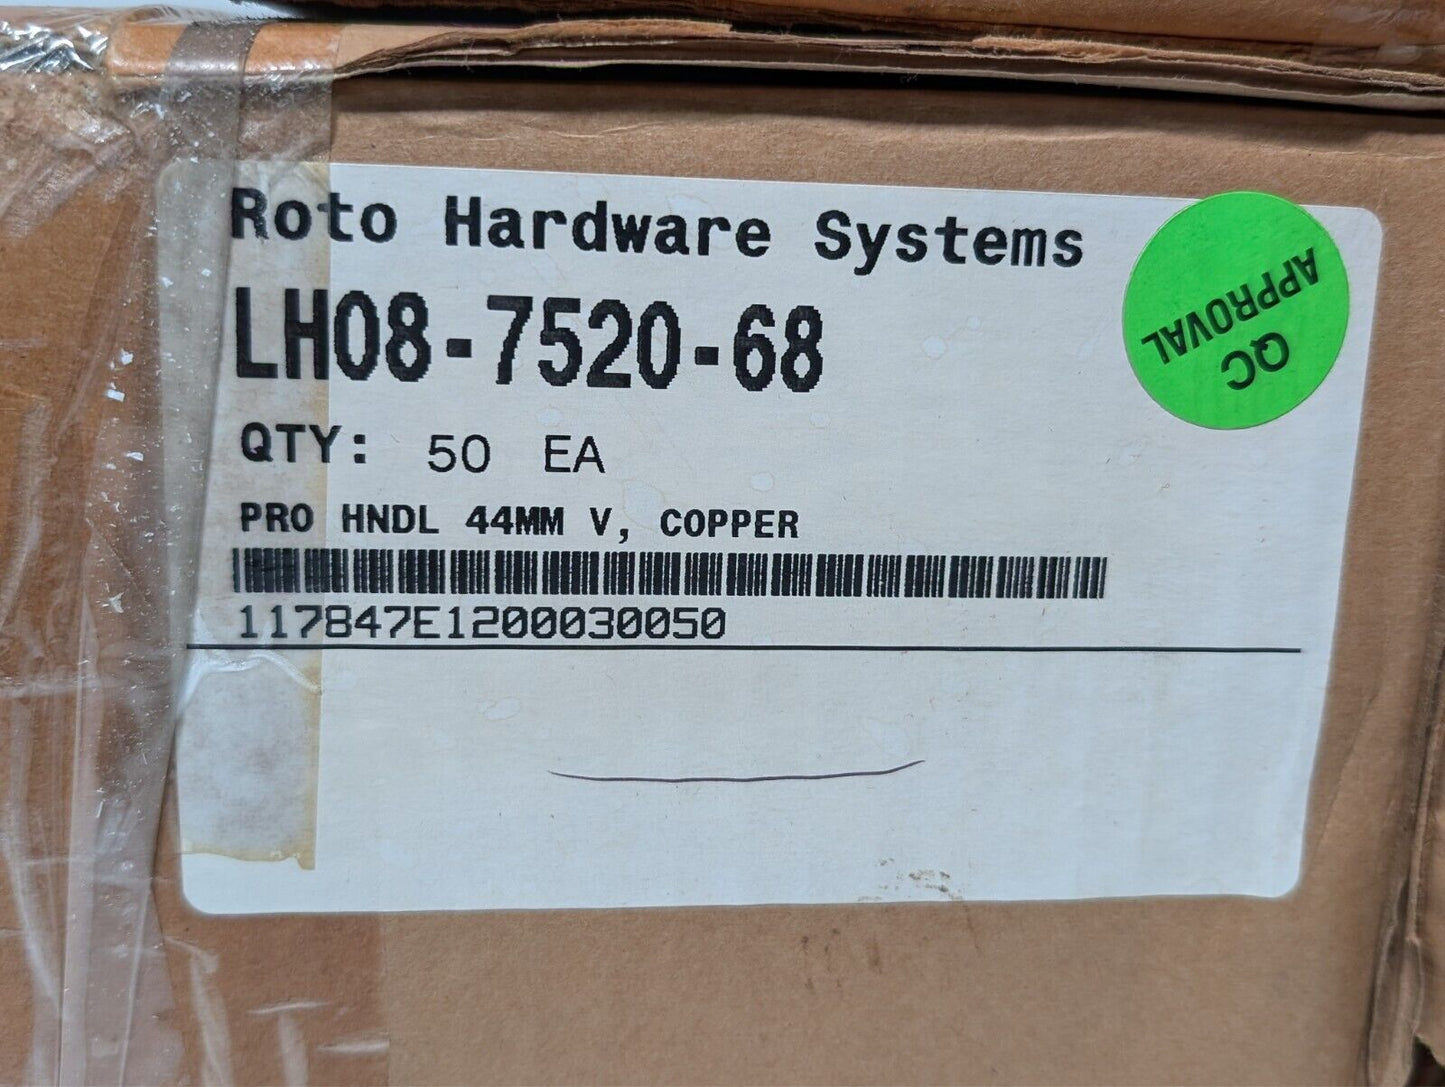 Roto Hardware Systems
LH08-7520-68
QTY: 50 EA
PRO HNDL 44MM V, COPPER
117847E1200030050
QC
APPROVAL